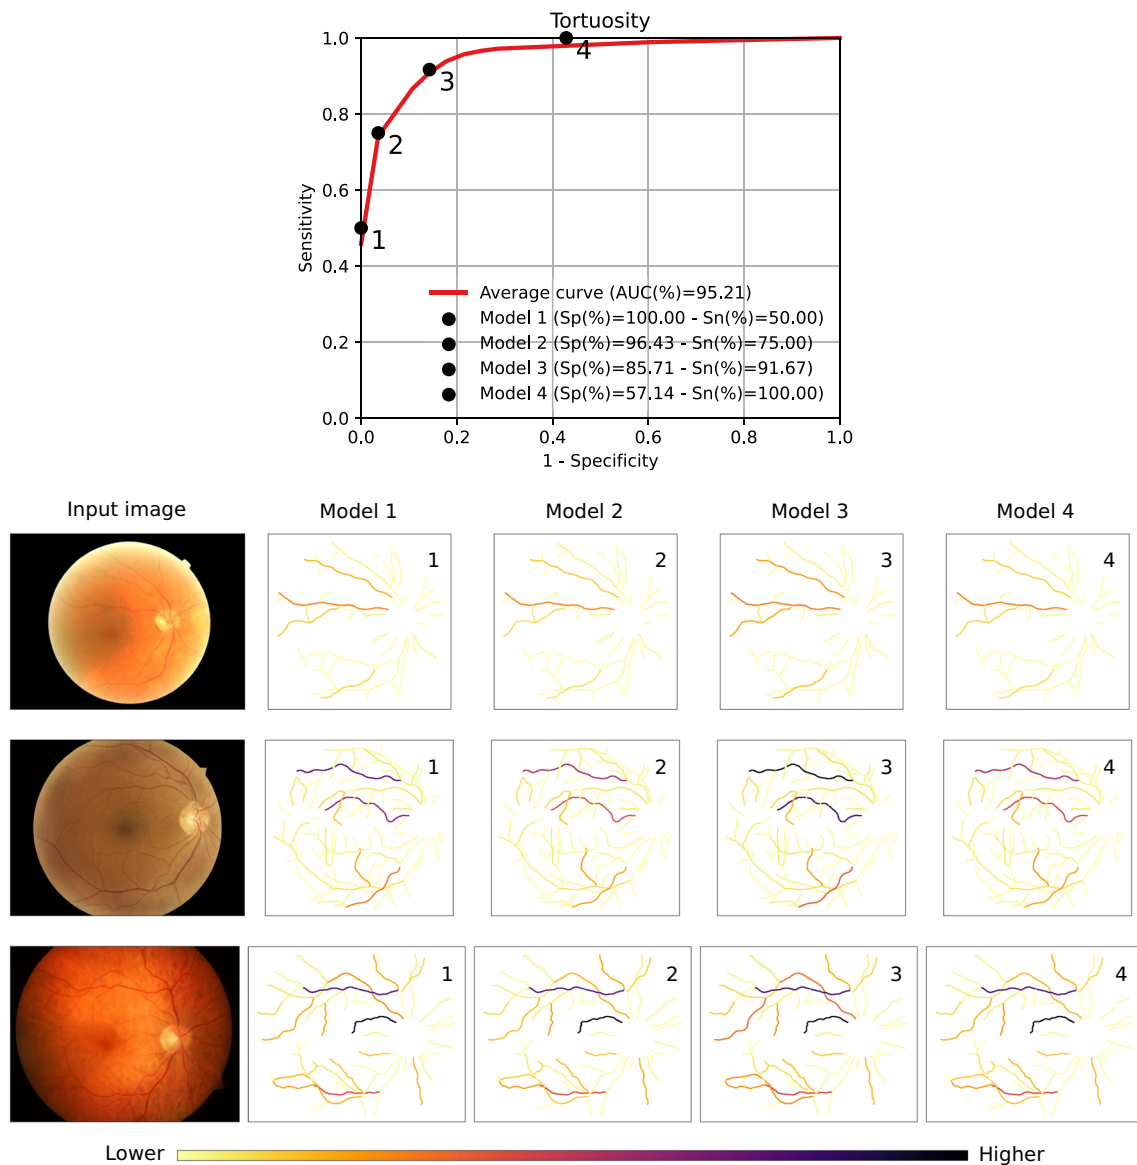 Tortuosity
1.0
0.8
0.6
0.4
0.2
0.0
Sensitivity
1
2
3
4
Average curve (AUC(%)=95.21)
Model 1 (Sp(%)=100.00 - Sn(%)=50.00)
Model 2 (Sp(%)=96.43 - Sn(%)=75.00)
Model 3 (Sp(%)=85.71 - Sn(%)=91.67)
Model 4 (Sp(%)=57.14 - Sn(%)=100.00)
0.0 0.2 0.4 0.6 0.8 1.0
1 - Specificity
Input image Model 1 Model 2 Model 3 Model 4
1 2 3 4
1 2 3 4
1 2 3 4
Lower Higher